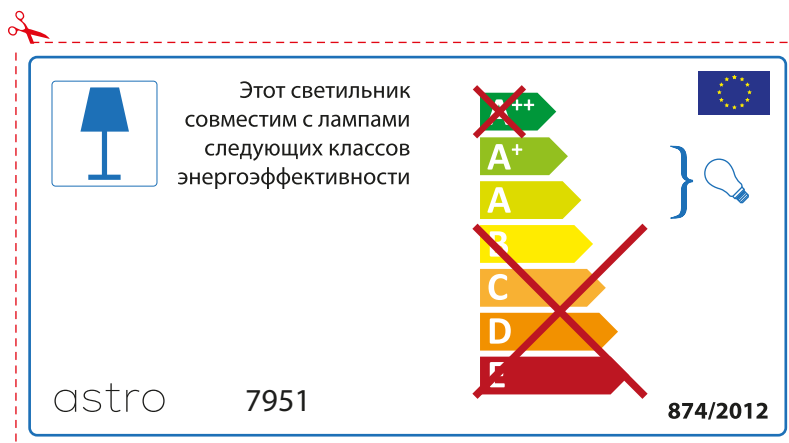 Этот светильник
совместим с лампами
следующих классов
энергоэффективности
A++
A+
A
B
C
D
E
astro
7951
874/2012